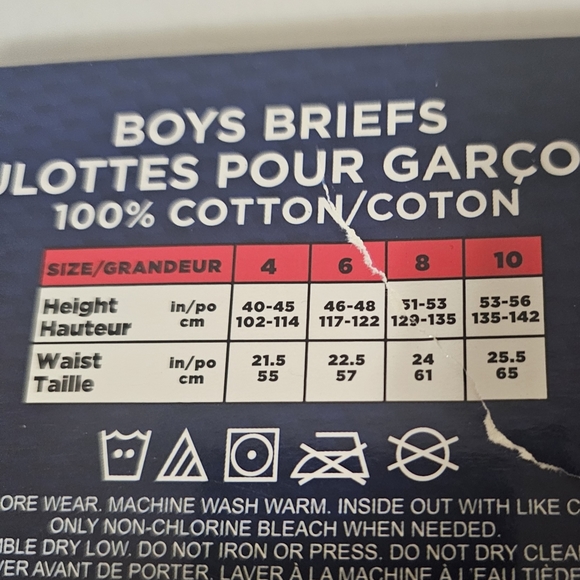 BOYS BRIEFS
ULOTTES POUR GARÇO
100% COTTON/COTON
SIZE/GRANDEUR 4 6 8 10
Height in/po 40-45 46-48 51-53 53-56
Hauteur cm 102-114 117-122 129-135 135-142
Waist in/po 21.5 22.5 24 25.5
Taille cm 55 57 61 65
ORE WEAR. MACHINE WASH WARM. INSIDE OUT WITH LIKE C
ONLY NON-CHLORINE BLEACH WHEN NEEDED.
MBLE DRY LOW. DO NOT IRON OR PRESS. DO NOT DRY CLEA
VER AVANT DE PORTER. LAVER À LA MACHINE À L'EAU TIÈDE